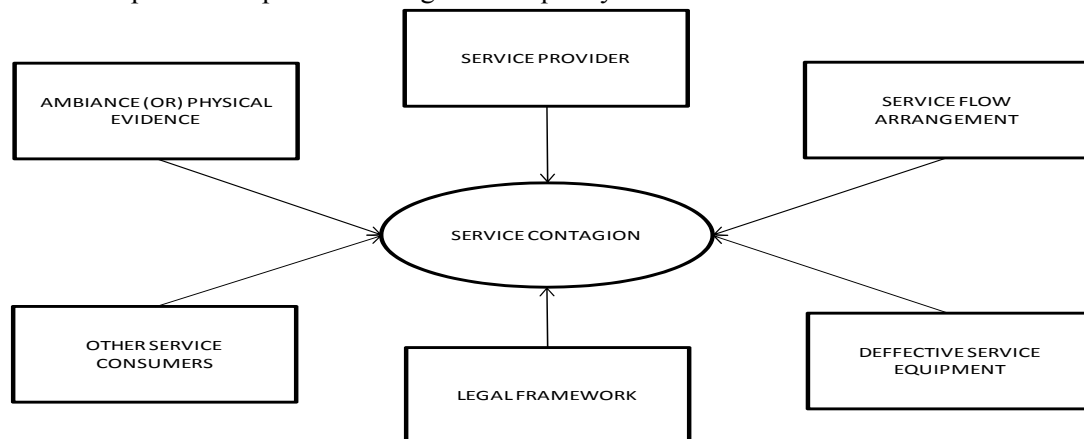 SERVICE PROVIDER
AMBIANCE (OR) PHYSICAL
EVIDENCE
SERVICE FLOW
ARRANGEMENT
SERVICE CONTAGION
OTHER SERVICE
CONSUMERS
LEGAL FRAMEWORK
DEFFECTIVE SERVICE
EQUIPMENT